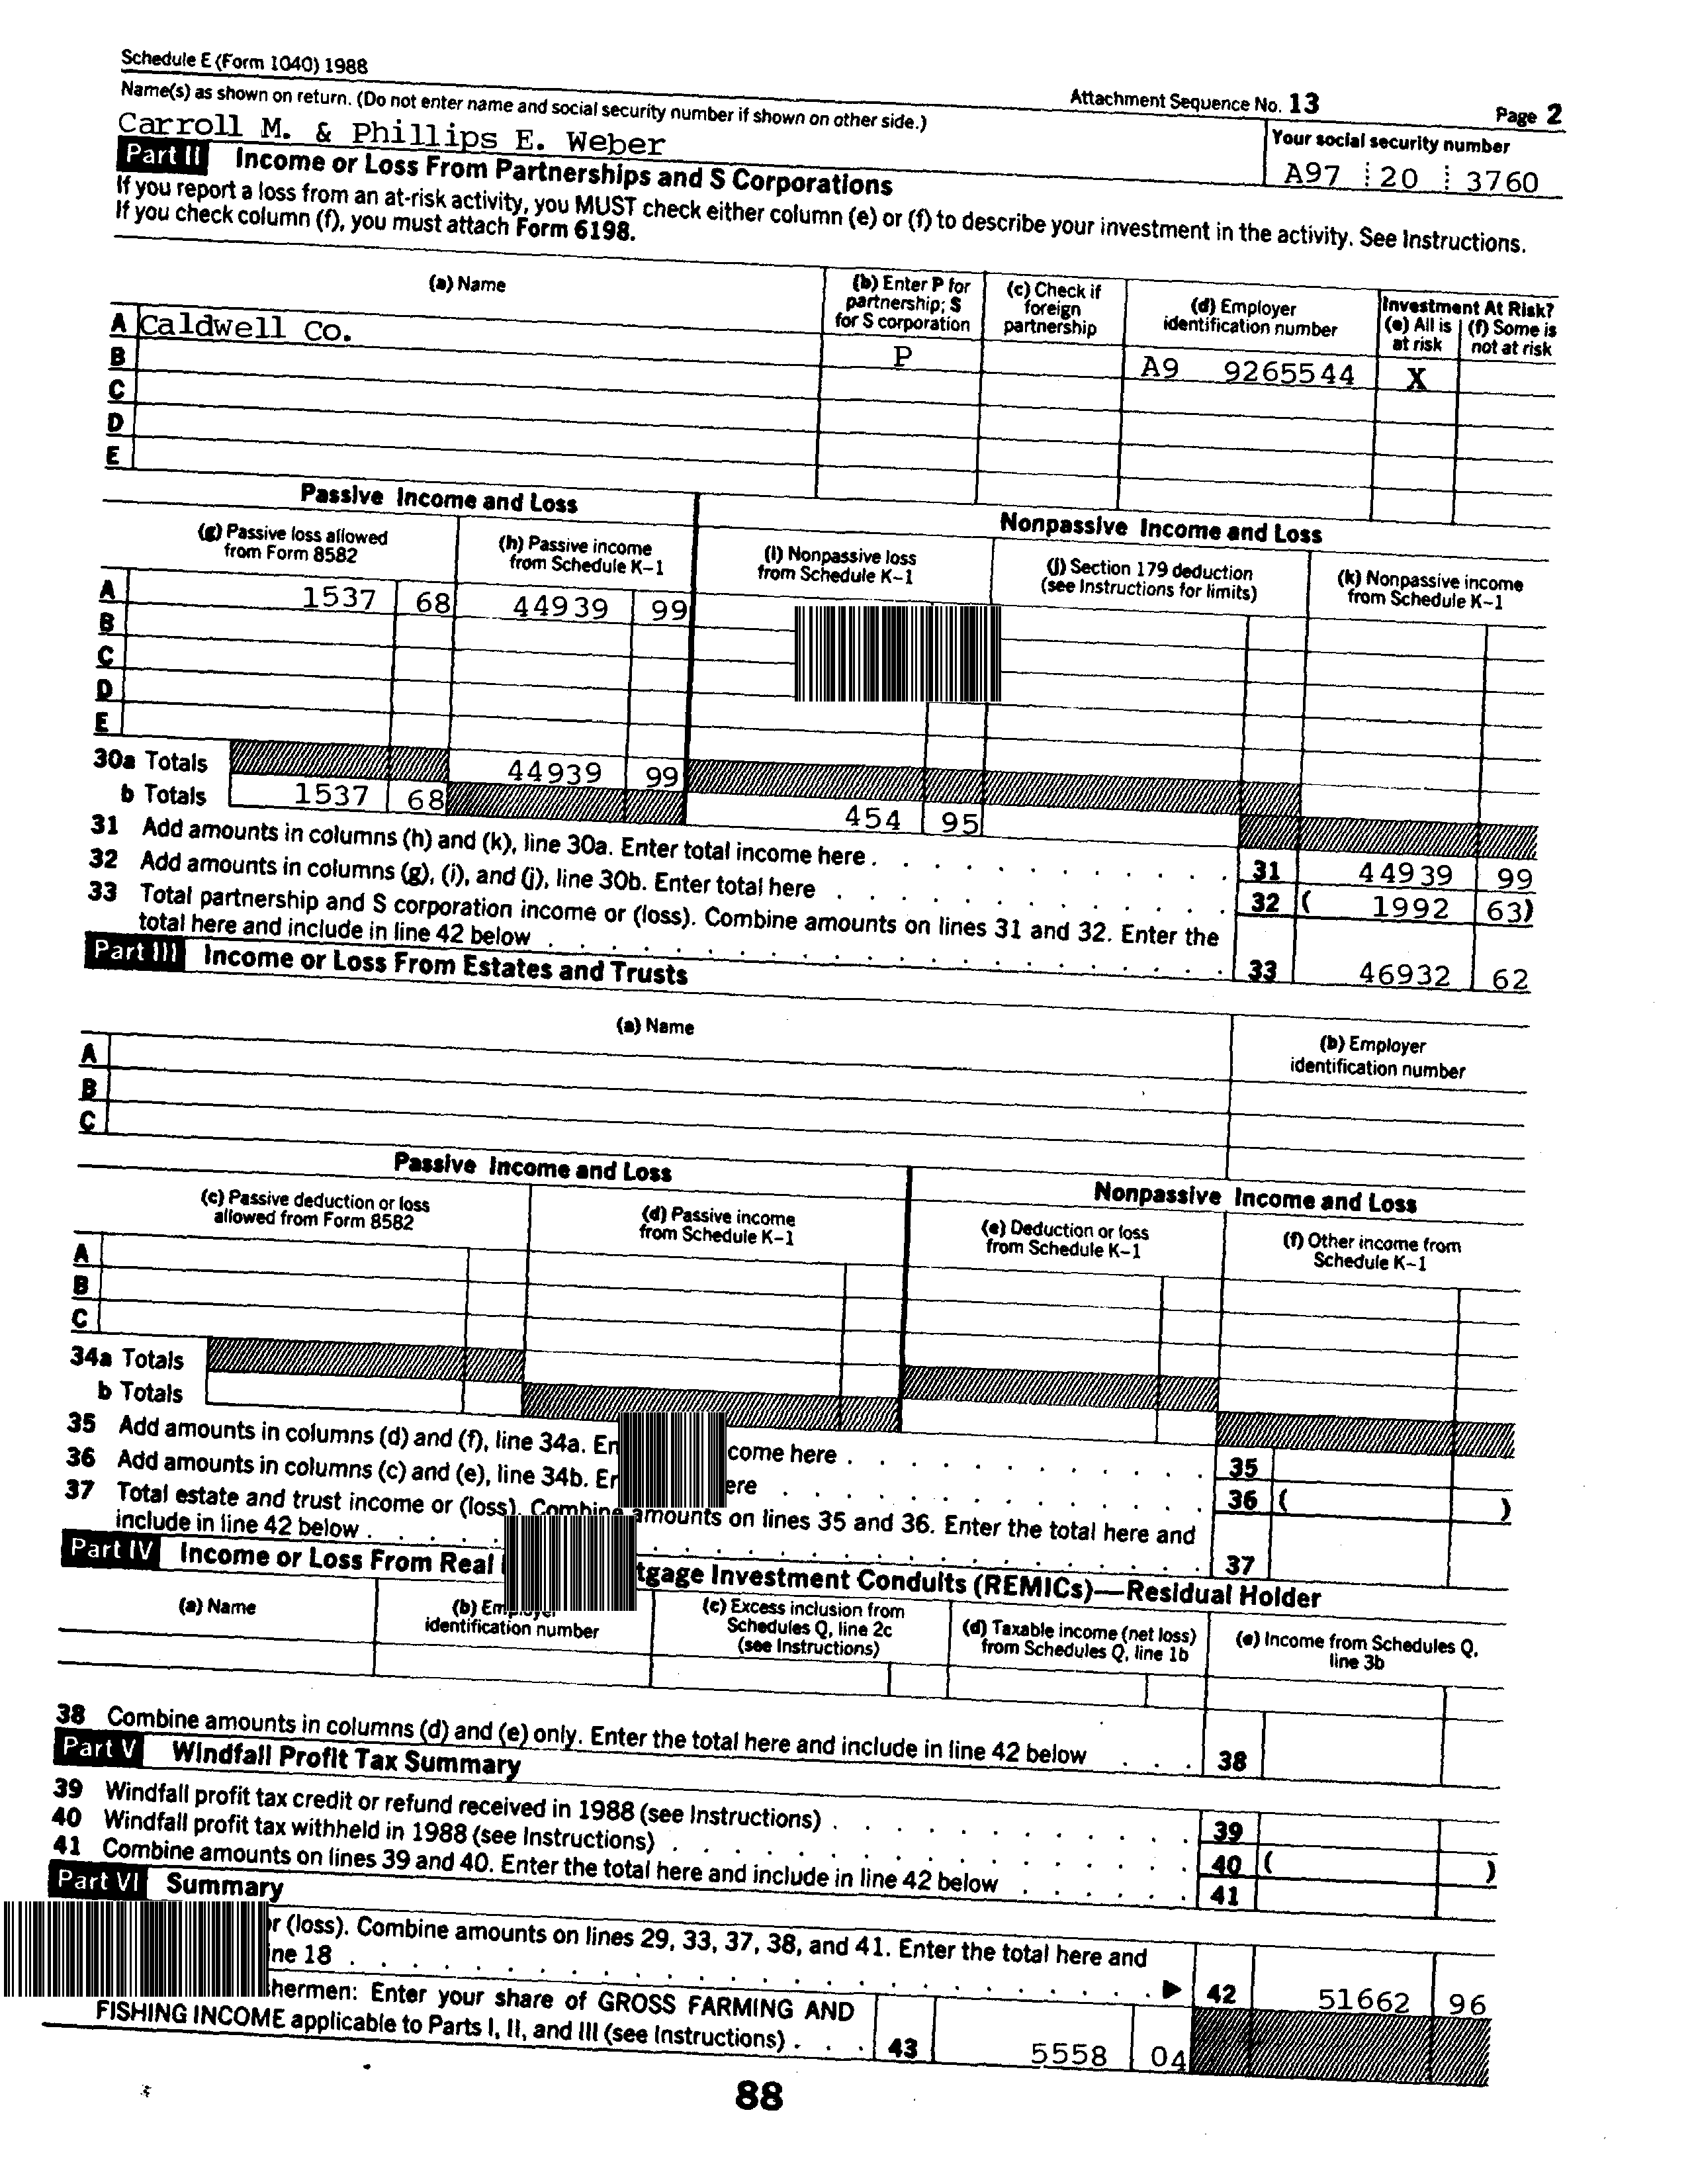 Schedule E (Form 1040) 1988
Attachment Sequence No. 13
Page 2
Name(s) as shown on return. (Do not enter name and social security number if shown on other side.)
Your social security number
Carroll M. & Phillips E. Weber
A97 20 3760
Part II Income or Loss From Partnerships and S Corporations
If you report a loss from an at-risk activity, you MUST check either column (e) or (f) to describe your investment in the activity. See Instructions.
If you check column (f), you must attach Form 6198.
(a) Name
(b) Enter P for partnership; S for S corporation
(c) Check if foreign partnership
(d) Employer identification number
Investment At Risk?
(e) All is at risk
(f) Some is not at risk
A Caldwell Co. P A9 9265544 X
B
C
D
E
Passive Income and Loss
Nonpassive Income and Loss
(g) Passive loss allowed from Form 8582
(h) Passive income from Schedule K-1
(i) Nonpassive loss from Schedule K-1
(j) Section 179 deduction (see Instructions for limits)
(k) Nonpassive income from Schedule K-1
A 1537 68 44939 99
B
C
D
E
30a Totals 44939 99
b Totals 1537 68 454 95
31 Add amounts in columns (h) and (k), line 30a. Enter total income here . 31 44939 99
32 Add amounts in columns (g), (i), and (j), line 30b. Enter total here . 32 ( 1992 63)
33 Total partnership and S corporation income or (loss). Combine amounts on lines 31 and 32. Enter the
total here and include in line 42 below . 33 46932 62
Part III Income or Loss From Estates and Trusts
(a) Name
(b) Employer identification number
A
B
C
Passive Income and Loss
Nonpassive Income and Loss
(c) Passive deduction or loss allowed from Form 8582
(d) Passive income from Schedule K-1
(e) Deduction or loss from Schedule K-1
(f) Other income from Schedule K-1
A
B
C
34a Totals
b Totals
35 Add amounts in columns (d) and (f), line 34a. come here . 35
36 Add amounts in columns (c) and (e), line 34b. 36 ( )
37 Total estate and trust income or (loss). Combine amounts on lines 35 and 36. Enter the total here and
include in line 42 below . 37
Part IV Income or Loss From Real tgage Investment Conduits (REMICs)—Residual Holder
(a) Name
(b) Employer identification number
(c) Excess inclusion from Schedules Q, line 2c (see Instructions)
(d) Taxable income (net loss) from Schedules Q, line 1b
(e) Income from Schedules Q, line 3b
38 Combine amounts in columns (d) and (e) only. Enter the total here and include in line 42 below . 38
Part V Windfall Profit Tax Summary
39 Windfall profit tax credit or refund received in 1988 (see Instructions) . 39
40 Windfall profit tax withheld in 1988 (see Instructions) . 40 ( )
41 Combine amounts on lines 39 and 40. Enter the total here and include in line 42 below . 41
Part VI Summary
r (loss). Combine amounts on lines 29, 33, 37, 38, and 41. Enter the total here and
ne 18 . ▶ 42 51662 96
hermen: Enter your share of GROSS FARMING AND
FISHING INCOME applicable to Parts I, II, and III (see Instructions) . 43 5558 04
88